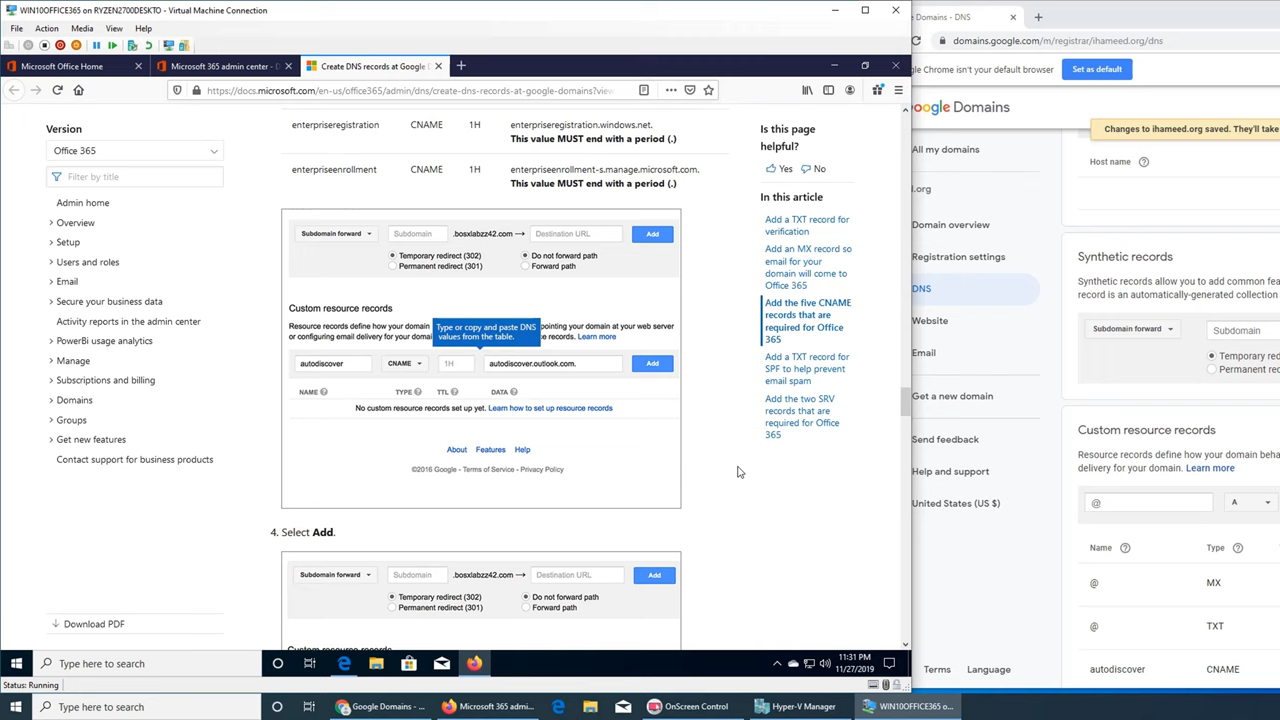 WIN10OFFICE365 on RYZEN2700DESKTO - Virtual Machine Connection
File Action Media View Help
Microsoft Office Home
Microsoft 365 admin center - D
Create DNS records at Google D
https://docs.microsoft.com/en-us/office365/admin/dns/create-dns-records-at-google-domains?view
Version
Office 365
Filter by title
Admin home
Overview
Setup
Users and roles
Email
Secure your business data
Activity reports in the admin center
PowerBi usage analytics
Manage
Subscriptions and billing
Domains
Groups
Get new features
Contact support for business products
Download PDF
enterpriseregistration CNAME 1H enterpriseregistration.windows.net.
This value MUST end with a period (.)
enterpriseenrollment CNAME 1H enterpriseenrollment-s.manage.microsoft.com.
This value MUST end with a period (.)
Subdomain forward Subdomain .bosxlabzz42.com → Destination URL Add
Temporary redirect (302) Do not forward path
Permanent redirect (301) Forward path
Custom resource records
Resource records define how your domain pointing your domain at your web server
or configuring email delivery for your dom ce records. Learn more
Type or copy and paste DNS
values from the table.
autodiscover CNAME 1H autodiscover.outlook.com. Add
NAME TYPE TTL DATA
No custom resource records set up yet. Learn how to set up resource records
About Features Help
©2016 Google - Terms of Service - Privacy Policy
4. Select Add.
Subdomain forward Subdomain .bosxlabzz42.com → Destination URL Add
Temporary redirect (302) Do not forward path
Permanent redirect (301) Forward path
Is this page
helpful?
Yes No
In this article
Add a TXT record for
verification
Add an MX record so
email for your
domain will come to
Office 365
Add the five CNAME
records that are
required for Office
365
Add a TXT record for
SPF to help prevent
email spam
Add the two SRV
records that are
required for Office
365
Type here to search
11:31 PM
11/27/2019
Status: Running
e Domains - DNS
domains.google.com/m/registrar/ihameed.org/dns
gle Chrome isn't your default browser Set as default
oogle Domains
Changes to ihameed.org saved. They'll take
All my domains
l.org
Domain overview
Registration settings
DNS
Website
Email
Get a new domain
Send feedback
Help and support
United States (US $)
Terms Language
Host name
Synthetic records
Synthetic records allow you to add common fea
record is an automatically-generated collection
Subdomain forward Subdomain
Temporary
Permanent
Custom resource records
Resource records define how your domain beha
delivery for your domain. Learn more
@ A
Name Type
@ MX
@ TXT
autodiscover CNAME
Type here to search
Google Domains - ...
Microsoft 365 admi...
OnScreen Control
Hyper-V Manager
WIN10OFFICE365 o...